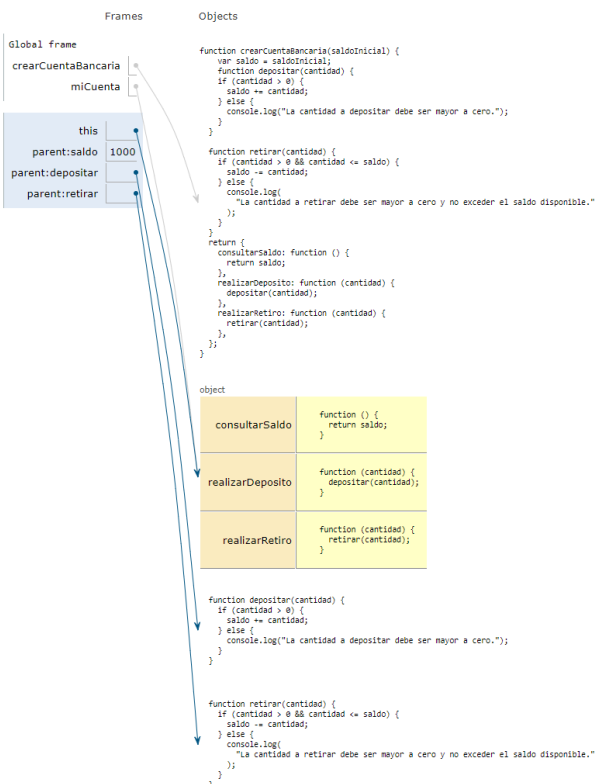 Frames Objects
Global frame
crearCuentaBancaria
miCuenta
this
parent:saldo 1000
parent:depositar
parent:retirar
function crearCuentaBancaria(saldoInicial) {
    var saldo = saldoInicial;
    function depositar(cantidad) {
    if (cantidad > 0) {
      saldo += cantidad;
    } else {
      console.log("La cantidad a depositar debe ser mayor a cero.");
    }
  }
  function retirar(cantidad) {
    if (cantidad > 0 && cantidad <= saldo) {
      saldo -= cantidad;
    } else {
      console.log(
        "La cantidad a retirar debe ser mayor a cero y no exceder el saldo disponible."
      );
    }
  }
  return {
    consultarSaldo: function () {
      return saldo;
    },
    realizarDeposito: function (cantidad) {
      depositar(cantidad);
    },
    realizarRetiro: function (cantidad) {
      retirar(cantidad);
    },
  };
}
object
consultarSaldo
function () {
  return saldo;
}
realizarDeposito
function (cantidad) {
  depositar(cantidad);
}
realizarRetiro
function (cantidad) {
  retirar(cantidad);
}
function depositar(cantidad) {
  if (cantidad > 0) {
    saldo += cantidad;
  } else {
    console.log("La cantidad a depositar debe ser mayor a cero.");
  }
}
function retirar(cantidad) {
  if (cantidad > 0 && cantidad <= saldo) {
    saldo -= cantidad;
  } else {
    console.log(
      "La cantidad a retirar debe ser mayor a cero y no exceder el saldo disponible."
    );
  }
}